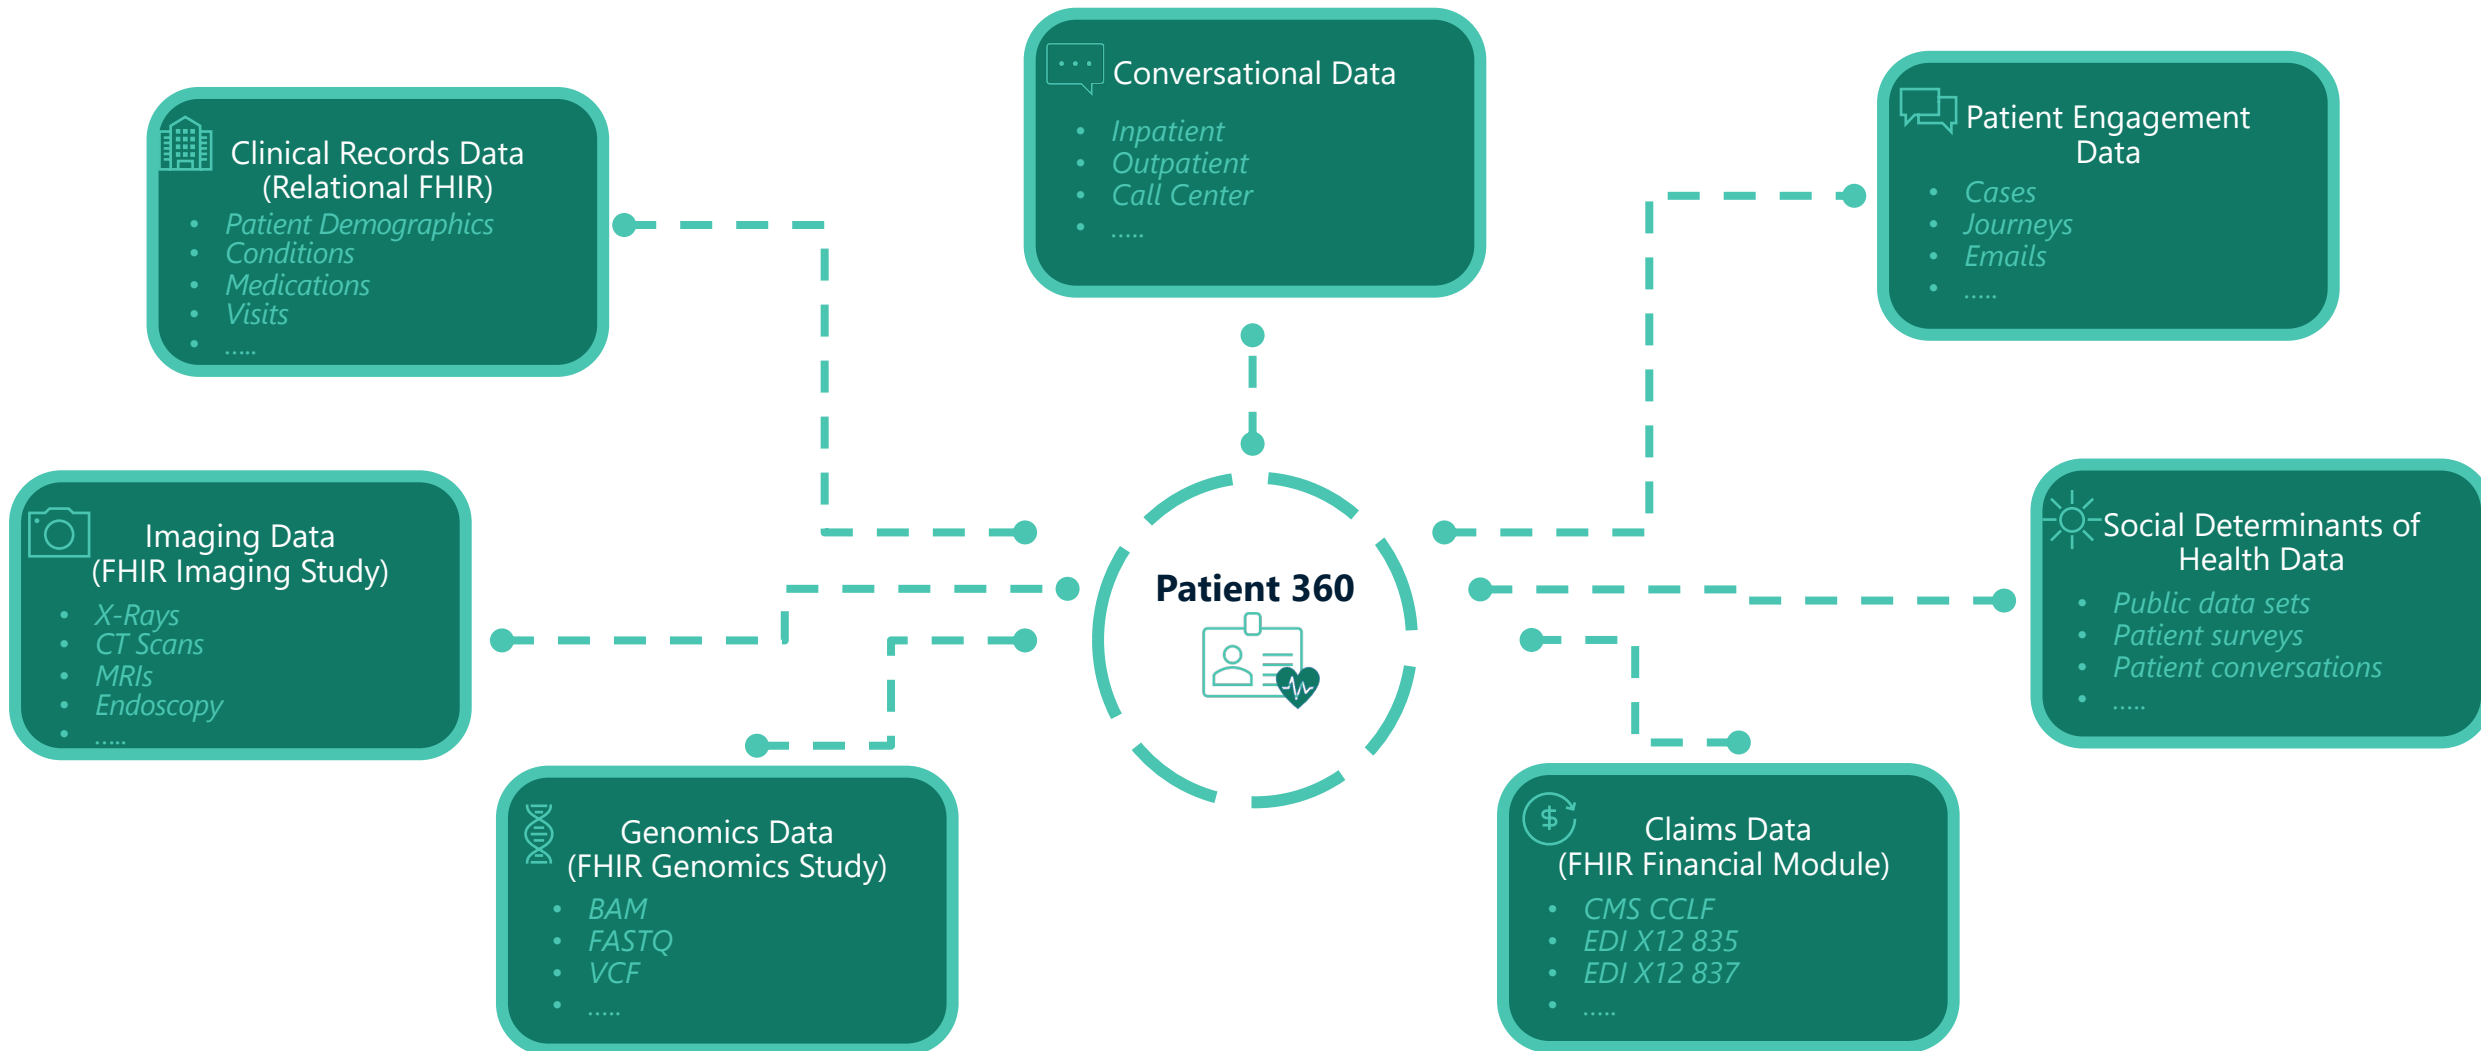 Conversational Data
• Inpatient
• Outpatient
• Call Center
• .....
Patient Engagement
Data
• Cases
• Journeys
• Emails
• .....
Clinical Records Data
(Relational FHIR)
• Patient Demographics
• Conditions
• Medications
• Visits
• .....
Imaging Data
(FHIR Imaging Study)
• X-Rays
• CT Scans
• MRIs
• Endoscopy
• .....
Patient 360
Social Determinants of
Health Data
• Public data sets
• Patient surveys
• Patient conversations
• .....
Genomics Data
(FHIR Genomics Study)
• BAM
• FASTQ
• VCF
• .....
$
Claims Data
(FHIR Financial Module)
• CMS CCLF
• EDI X12 835
• EDI X12 837
• .....